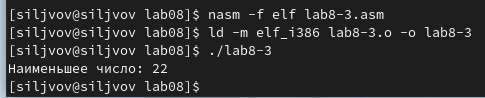 [siljvov@siljvov lab08]$ nasm -f elf lab8-3.asm
[siljvov@siljvov lab08]$ ld -m elf_i386 lab8-3.o -o lab8-3
[siljvov@siljvov lab08]$ ./lab8-3
Наименьшее число: 22
[siljvov@siljvov lab08]$